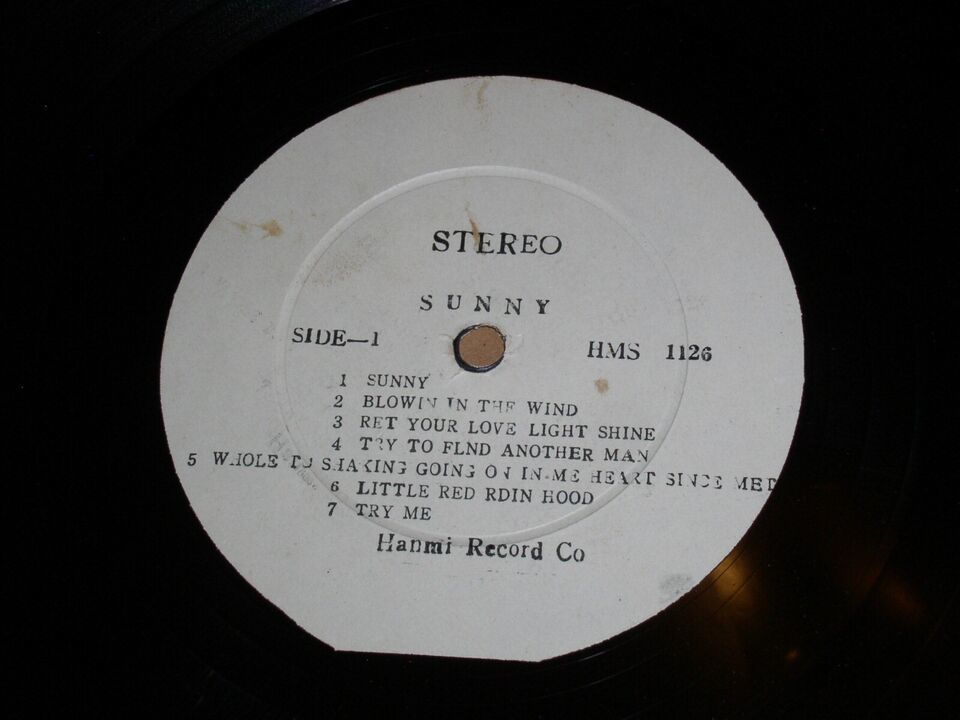 STEREO
SUNNY
SIDE—1 HMS 1126
1 SUNNY
2 BLOWIN IN THE WIND
3 RET YOUR LOVE LIGHT SHINE
4 TRY TO FLND ANOTHER MAN
5 WHOLE TO SHAKING GOING ON IN ME HEART SINCE MET
6 LITTLE RED RDIN HOOD
7 TRY ME
Hanmi Record Co